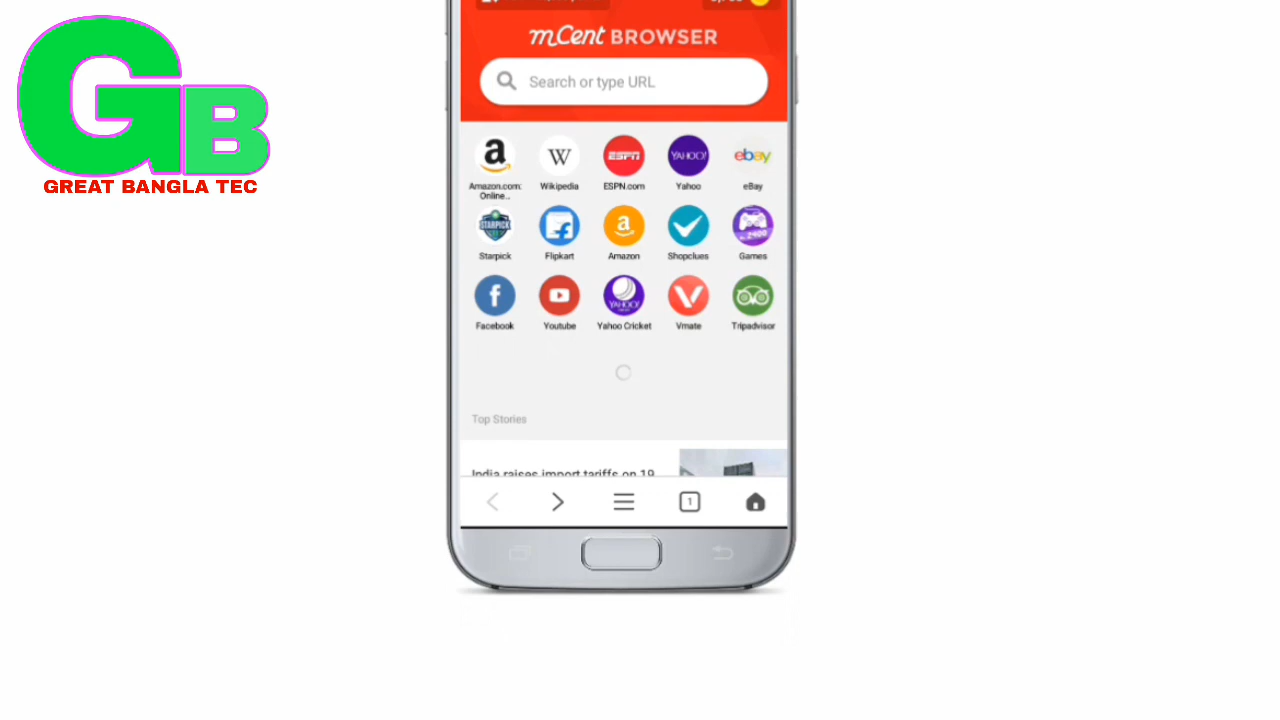 GB
GREAT BANGLA TEC
mCent BROWSER
Search or type URL
a
W
ESPN
YAHOO!
ebay
Amazon.com:
Online...
Wikipedia
ESPN.com
Yahoo
eBay
STARPICK
f
a
Starpick
Flipkart
Amazon
Shopclues
Games
f
YAHOO!
Facebook
Youtube
Yahoo Cricket
Vmate
Tripadvisor
Top Stories
India raises import tariffs on 19
1